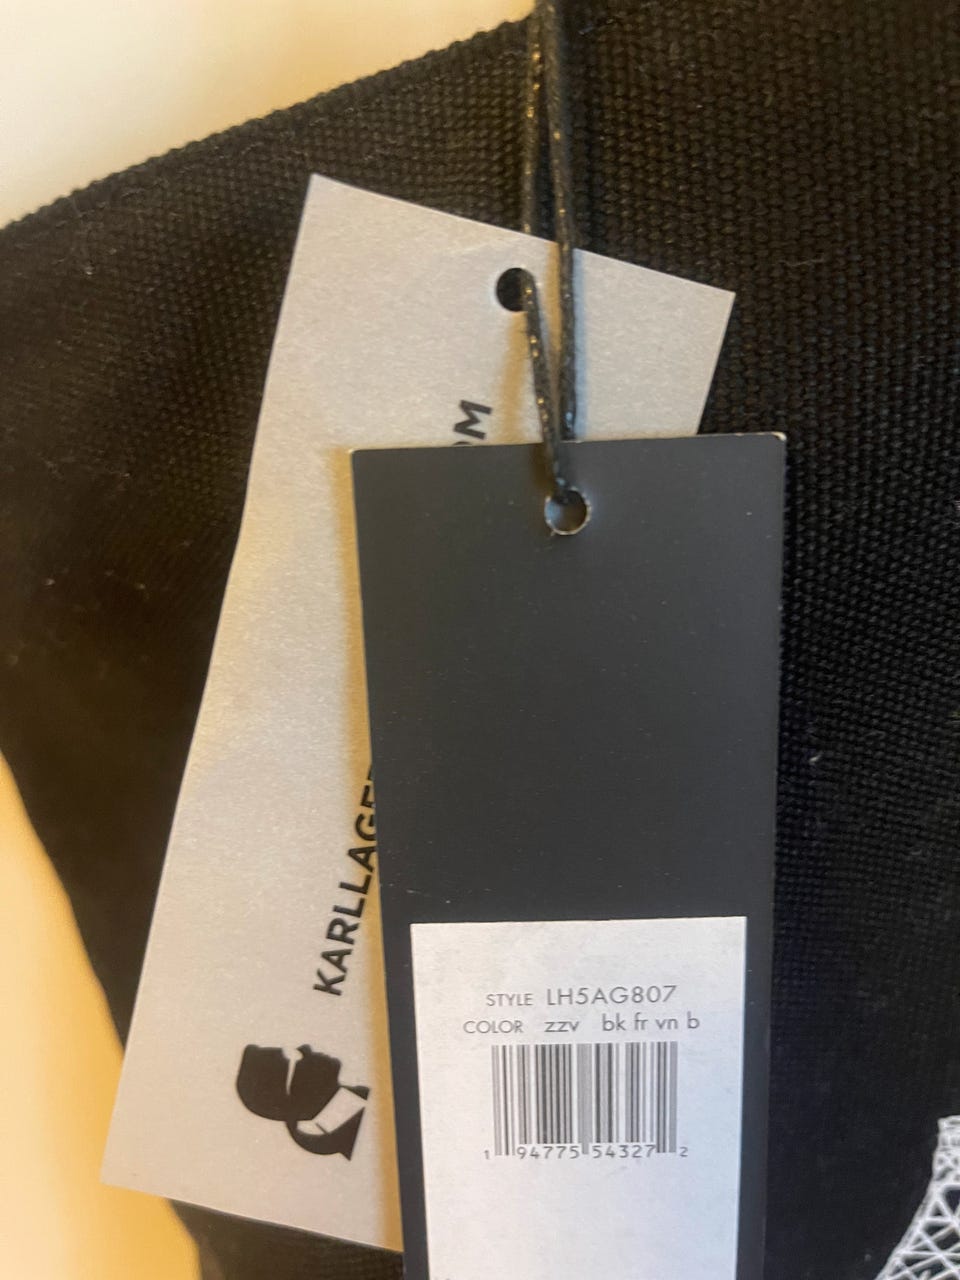 KARLLAGE
STYLE LH5AG807
COLOR zzv bk fr vn b
1 94775 54327 2